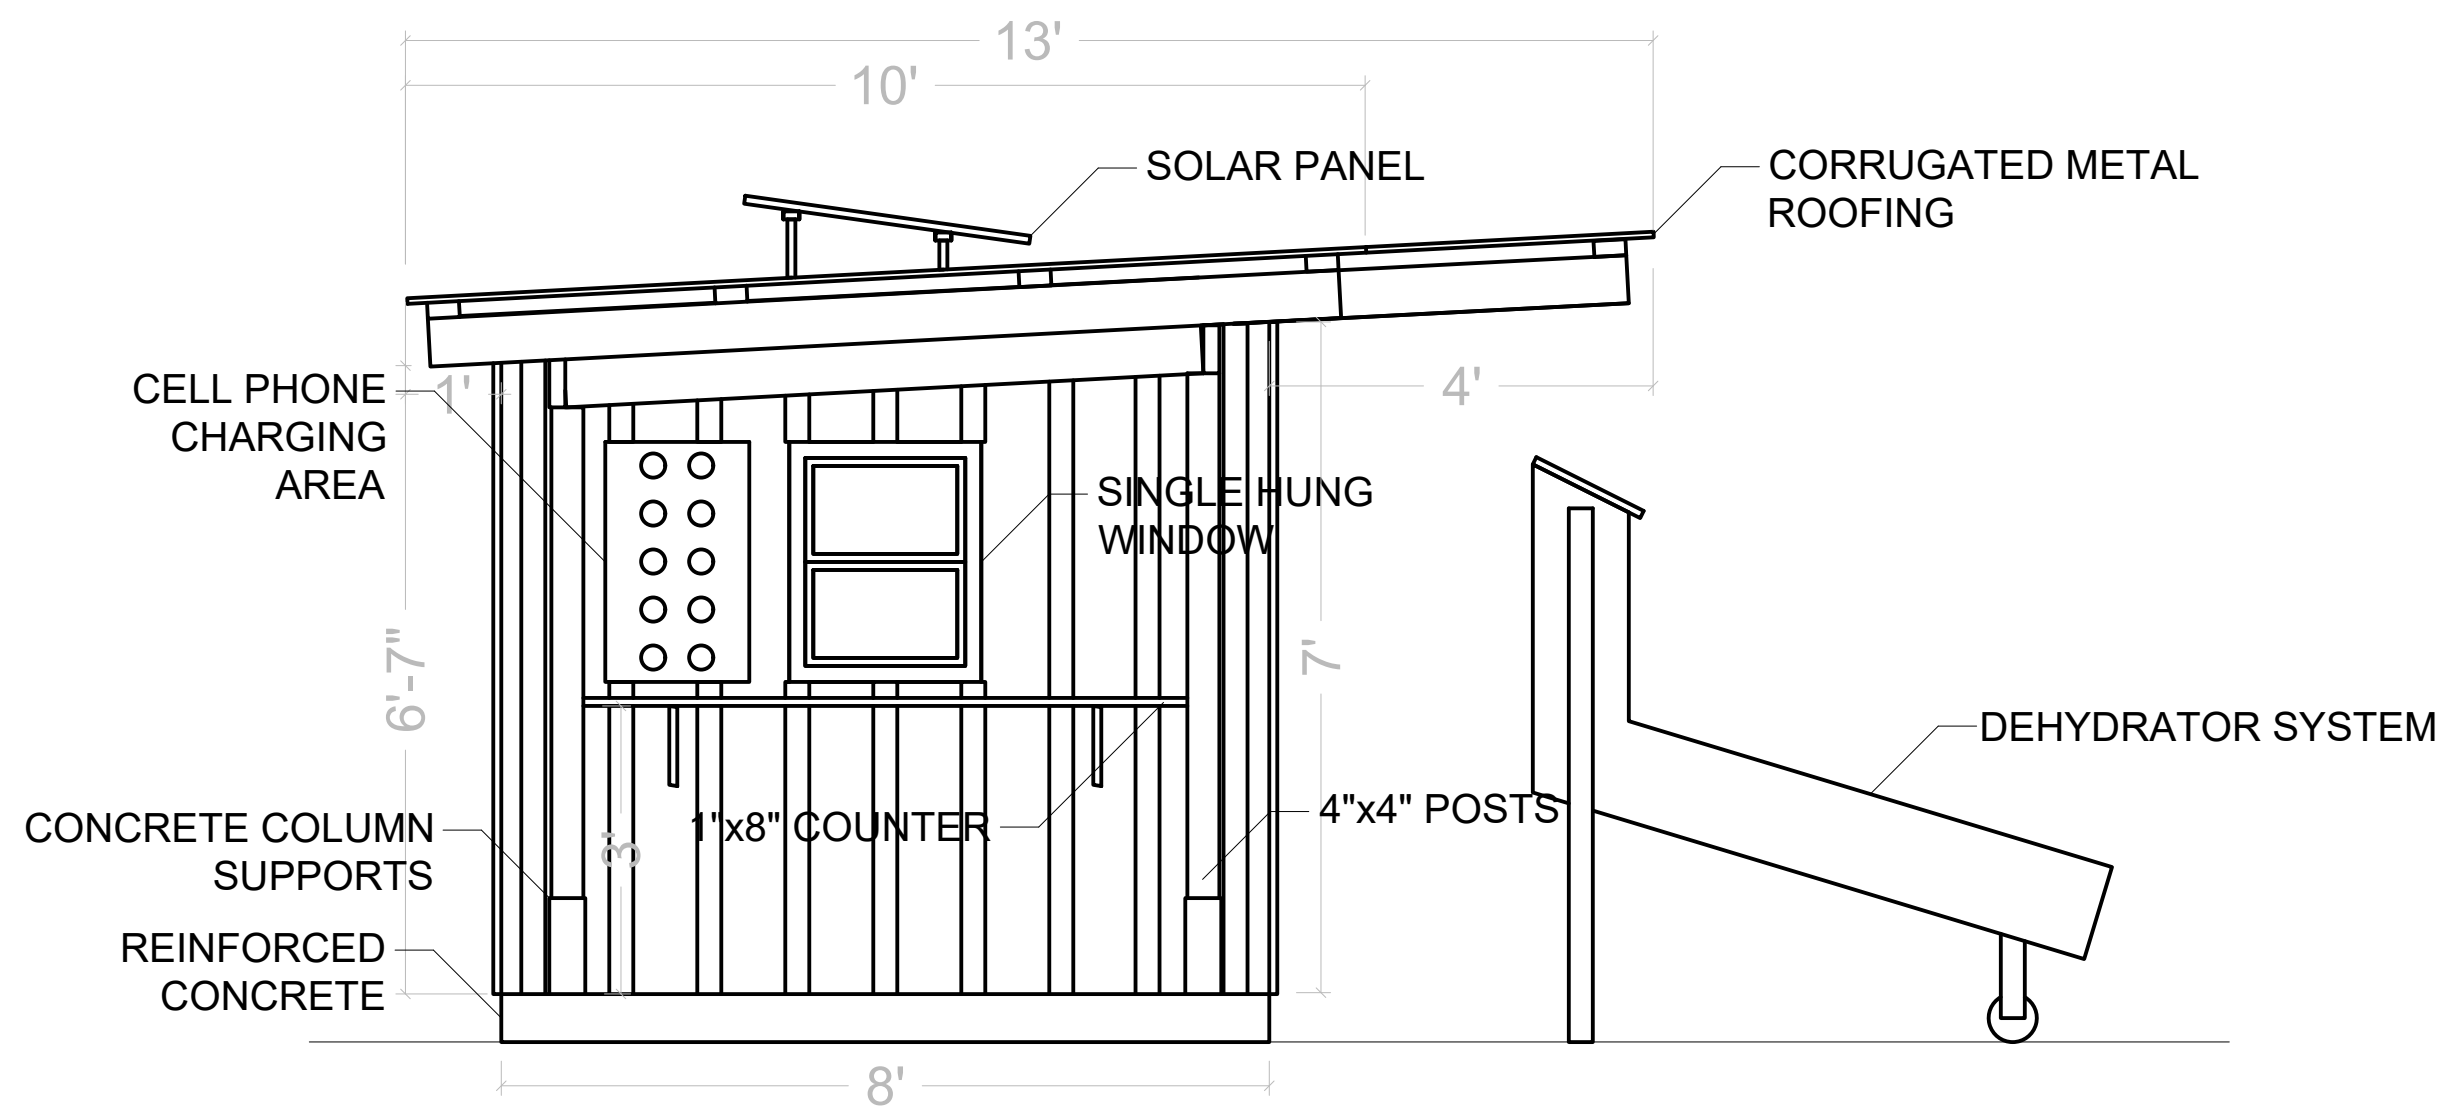 13'
10'
SOLAR PANEL
CORRUGATED METAL
ROOFING
CELL PHONE
CHARGING
AREA
1'
4'
SINGLE HUNG
WINDOW
6'-7"
7'
DEHYDRATOR SYSTEM
CONCRETE COLUMN
SUPPORTS
1"x8" COUNTER
3'
4"x4" POSTS
REINFORCED
CONCRETE
8'